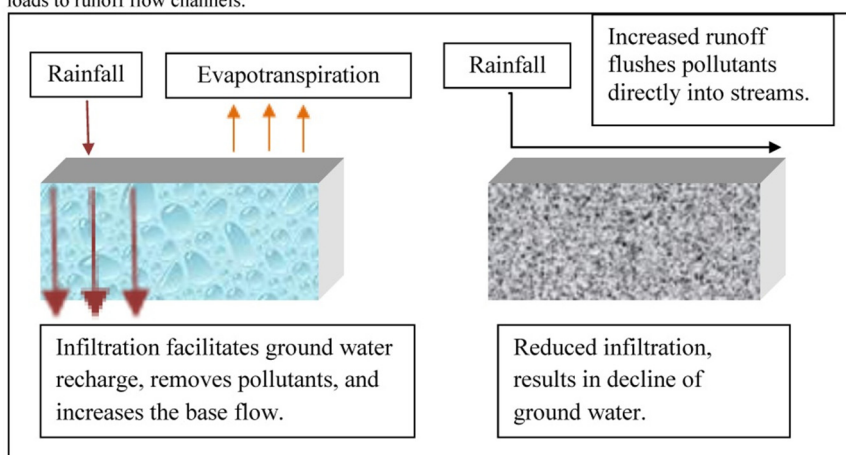 loads to runoff flow channels.
Rainfall
Evapotranspiration
Rainfall
Increased runoff
flushes pollutants
directly into streams.
Infiltration facilitates ground water
recharge, removes pollutants, and
increases the base flow.
Reduced infiltration,
results in decline of
ground water.